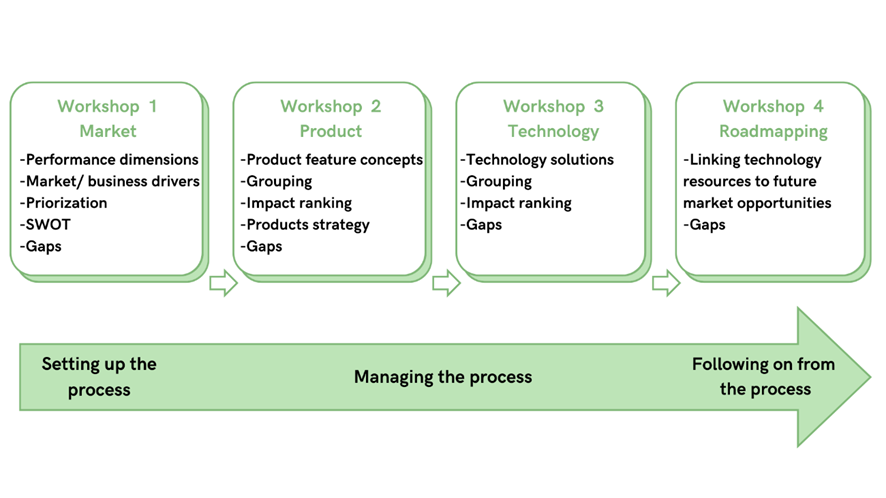 Workshop 1
Market
-Performance dimensions
-Market/ business drivers
-Priorization
-SWOT
-Gaps
Workshop 2
Product
-Product feature concepts
-Grouping
-Impact ranking
-Products strategy
-Gaps
Workshop 3
Technology
-Technology solutions
-Grouping
-Impact ranking
-Gaps
Workshop 4
Roadmapping
-Linking technology
resources to future
market opportunities
-Gaps
Setting up the
process
Managing the process
Following on from
the process